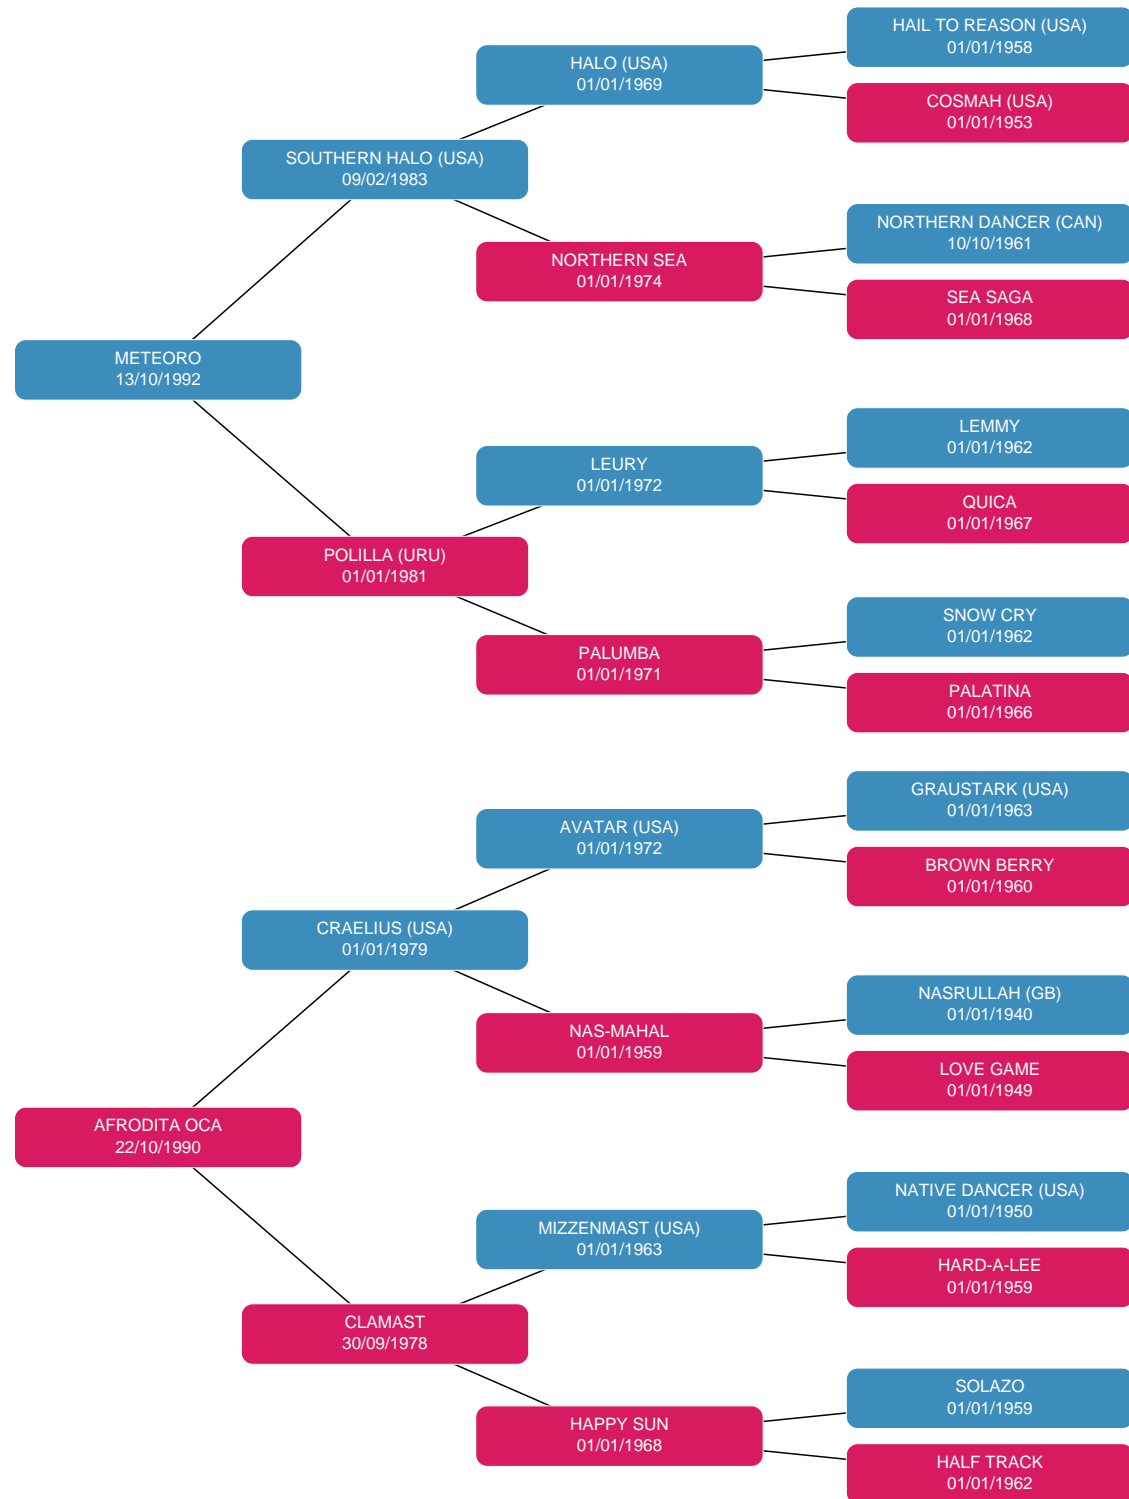 HAIL TO REASON (USA)
01/01/1958
HALO (USA)
01/01/1969
COSMAH (USA)
01/01/1953
SOUTHERN HALO (USA)
09/02/1983
NORTHERN DANCER (CAN)
10/10/1961
NORTHERN SEA
01/01/1974
SEA SAGA
01/01/1968
METEORO
13/10/1992
LEMMY
01/01/1962
LEURY
01/01/1972
QUICA
01/01/1967
POLILLA (URU)
01/01/1981
SNOW CRY
01/01/1962
PALUMBA
01/01/1971
PALATINA
01/01/1966
GRAUSTARK (USA)
01/01/1963
AVATAR (USA)
01/01/1972
BROWN BERRY
01/01/1960
CRAELIUS (USA)
01/01/1979
NASRULLAH (GB)
01/01/1940
NAS-MAHAL
01/01/1959
LOVE GAME
01/01/1949
AFRODITA OCA
22/10/1990
NATIVE DANCER (USA)
01/01/1950
MIZZENMAST (USA)
01/01/1963
HARD-A-LEE
01/01/1959
CLAMAST
30/09/1978
SOLAZO
01/01/1959
HAPPY SUN
01/01/1968
HALF TRACK
01/01/1962